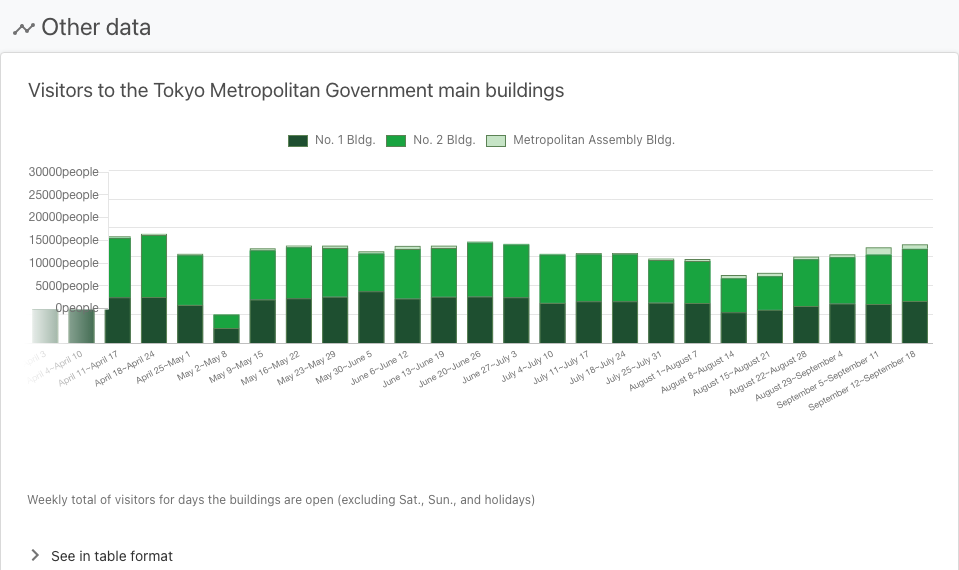 Other data
Visitors to the Tokyo Metropolitan Government main buildings
No. 1 Bldg. No. 2 Bldg. Metropolitan Assembly Bldg.
30000people
25000people
20000people
15000people
10000people
5000people
0people
April 4~April 10
April 11~April 17
April 18~April 24
April 25~May 1
May 2~May 8
May 9~May 15
May 16~May 22
May 23~May 29
May 30~June 5
June 6~June 12
June 13~June 19
June 20~June 26
June 27~July 3
July 4~July 10
July 11~July 17
July 18~July 24
July 25~July 31
August 1~August 7
August 8~August 14
August 15~August 21
August 22~August 28
August 29~September 4
September 5~September 11
September 12~September 18
Weekly total of visitors for days the buildings are open (excluding Sat., Sun., and holidays)
See in table format